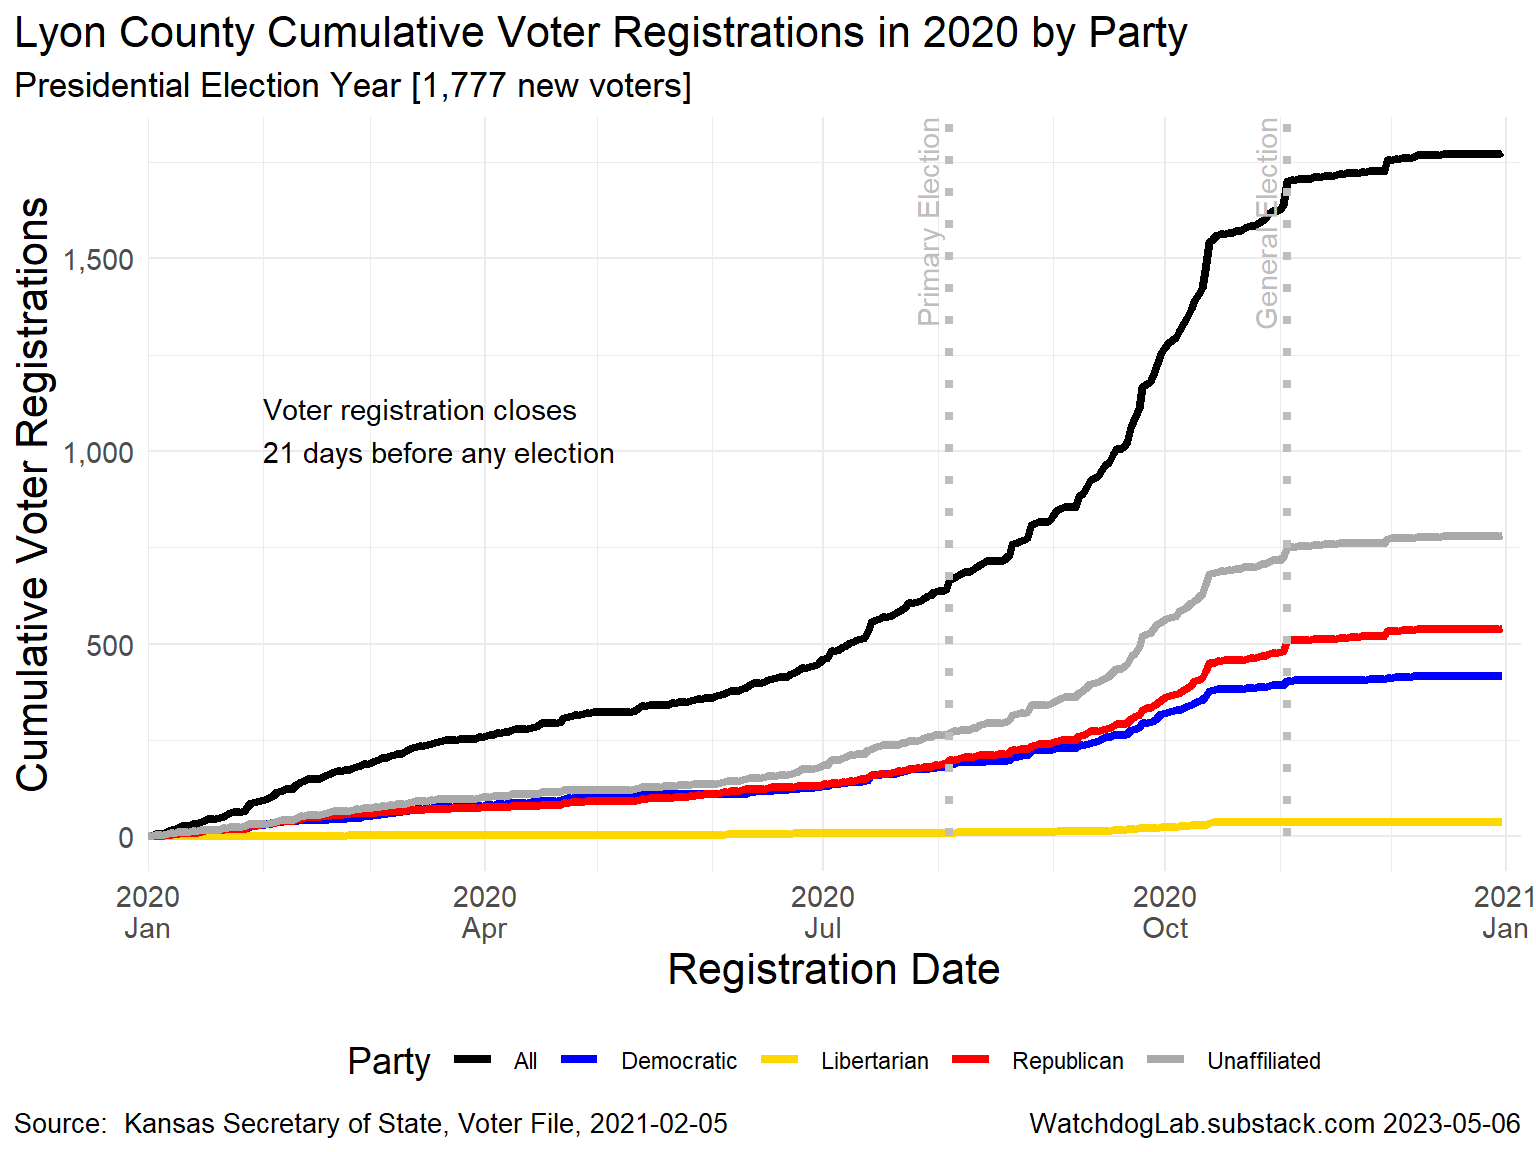 Lyon County Cumulative Voter Registrations in 2020 by Party
Presidential Election Year [1,777 new voters]
Cumulative Voter Registrations
1,500
1,000
500
0
Primary Election
General Election
Voter registration closes
21 days before any election
2020 2020 2020 2020 2021
Jan Apr Jul Oct Jan
Registration Date
Party All Democratic Libertarian Republican Unaffiliated
Source:  Kansas Secretary of State, Voter File, 2021-02-05
WatchdogLab.substack.com 2023-05-06